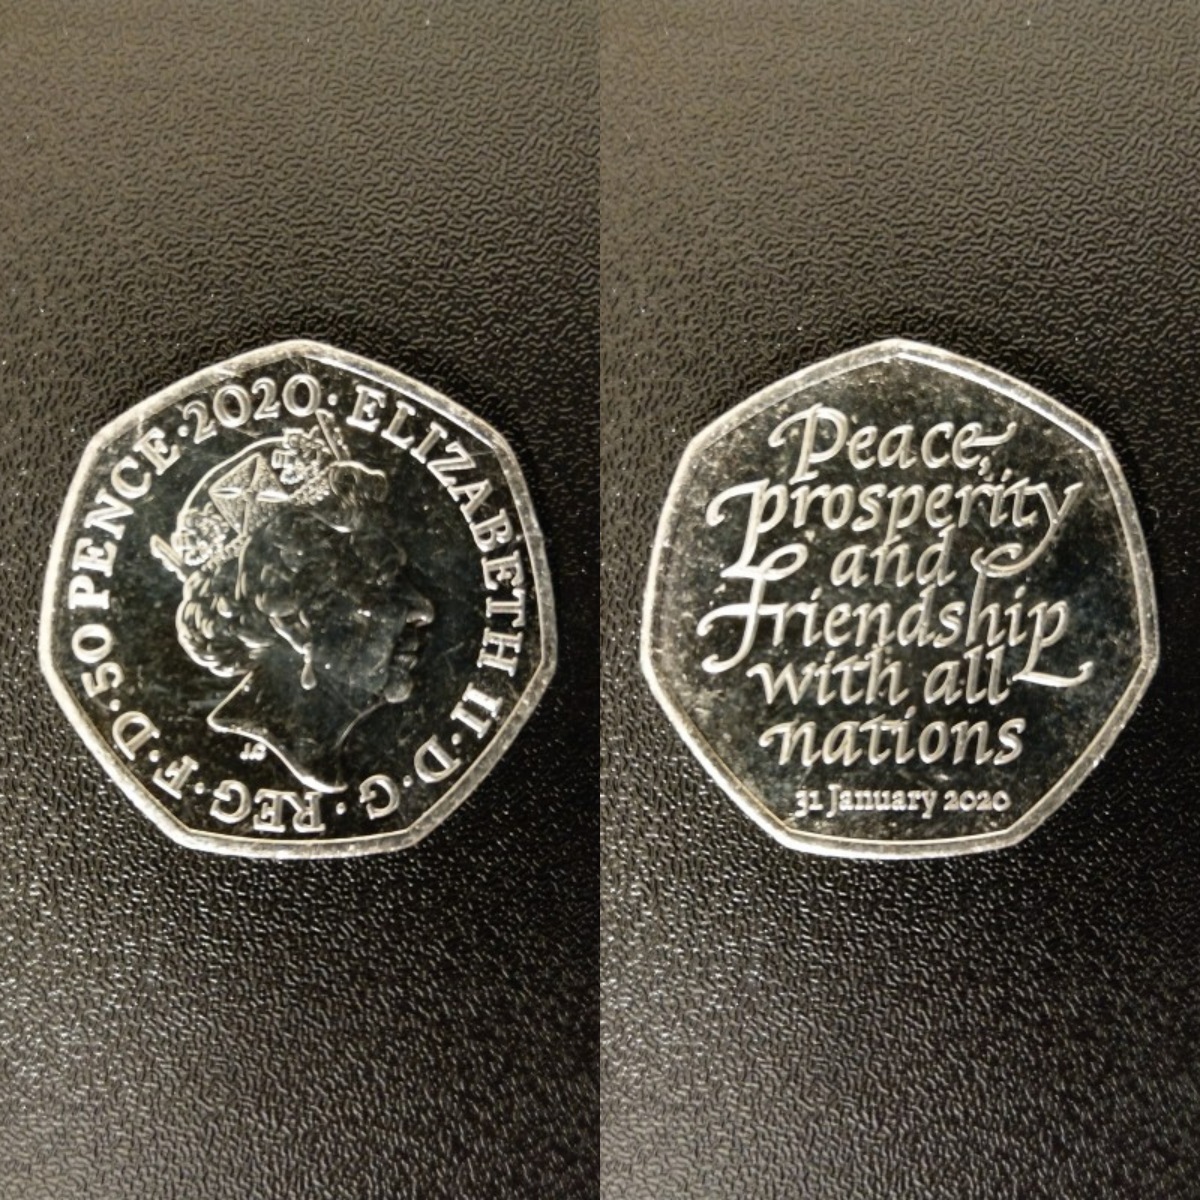 50 PENCE · 2020 · ELIZABETH II · D · G · REG · F · D ·
Peace,
prosperity
and
friendship
with all
nations
31 January 2020